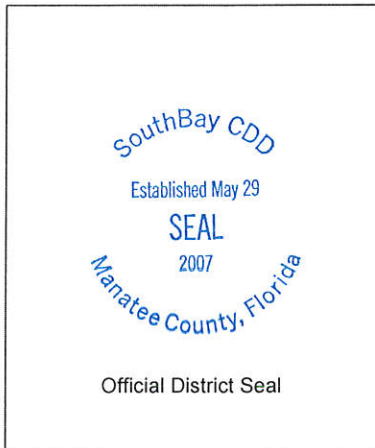 SouthBay CDD
Established May 29
SEAL
2007
Manatee County, Florida
Official District Seal